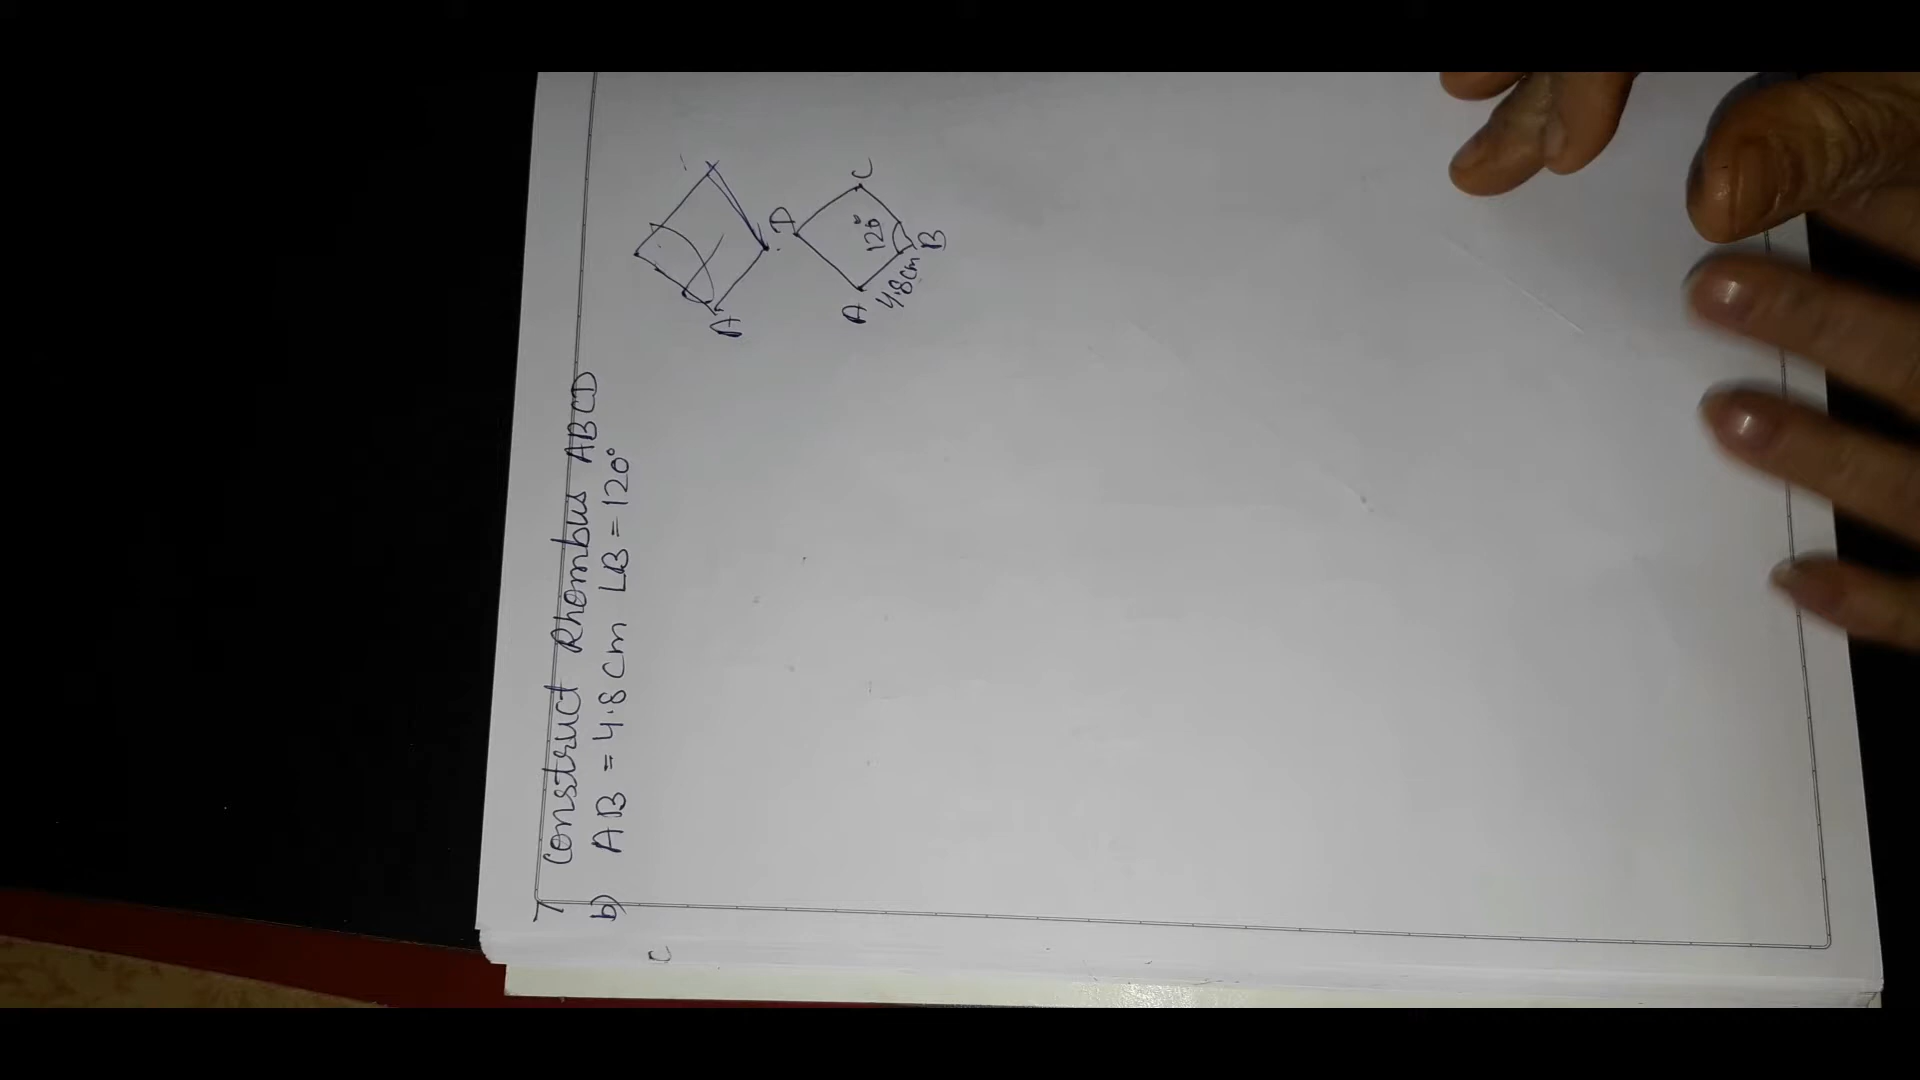 7 Construct Rhombus ABCD
b) AB = 4.8 cm ∟B = 120°
C
A
D
C
120°
A
4.8cm
B